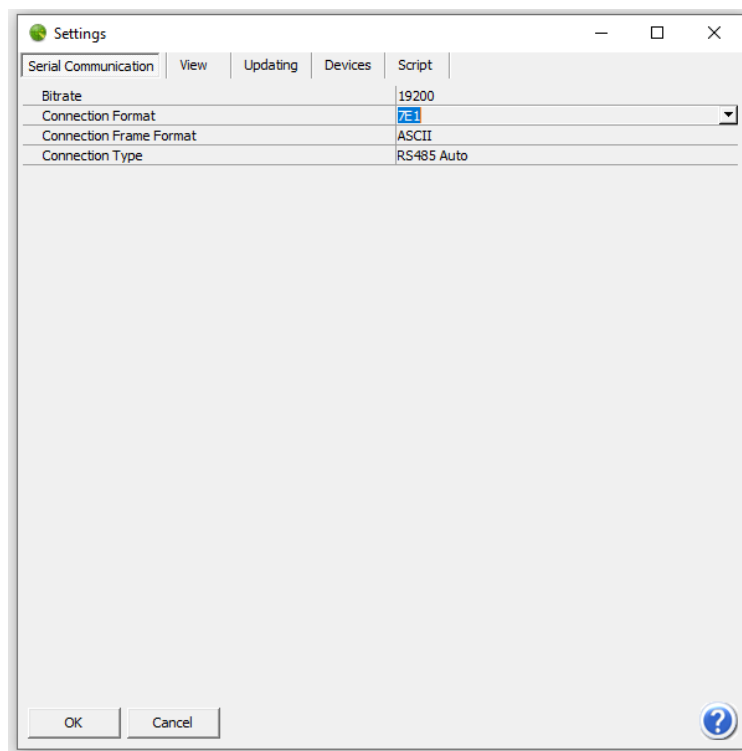 Settings
Serial Communication View Updating Devices Script
Bitrate 19200
Connection Format 7E1
Connection Frame Format ASCII
Connection Type RS485 Auto
OK Cancel ?